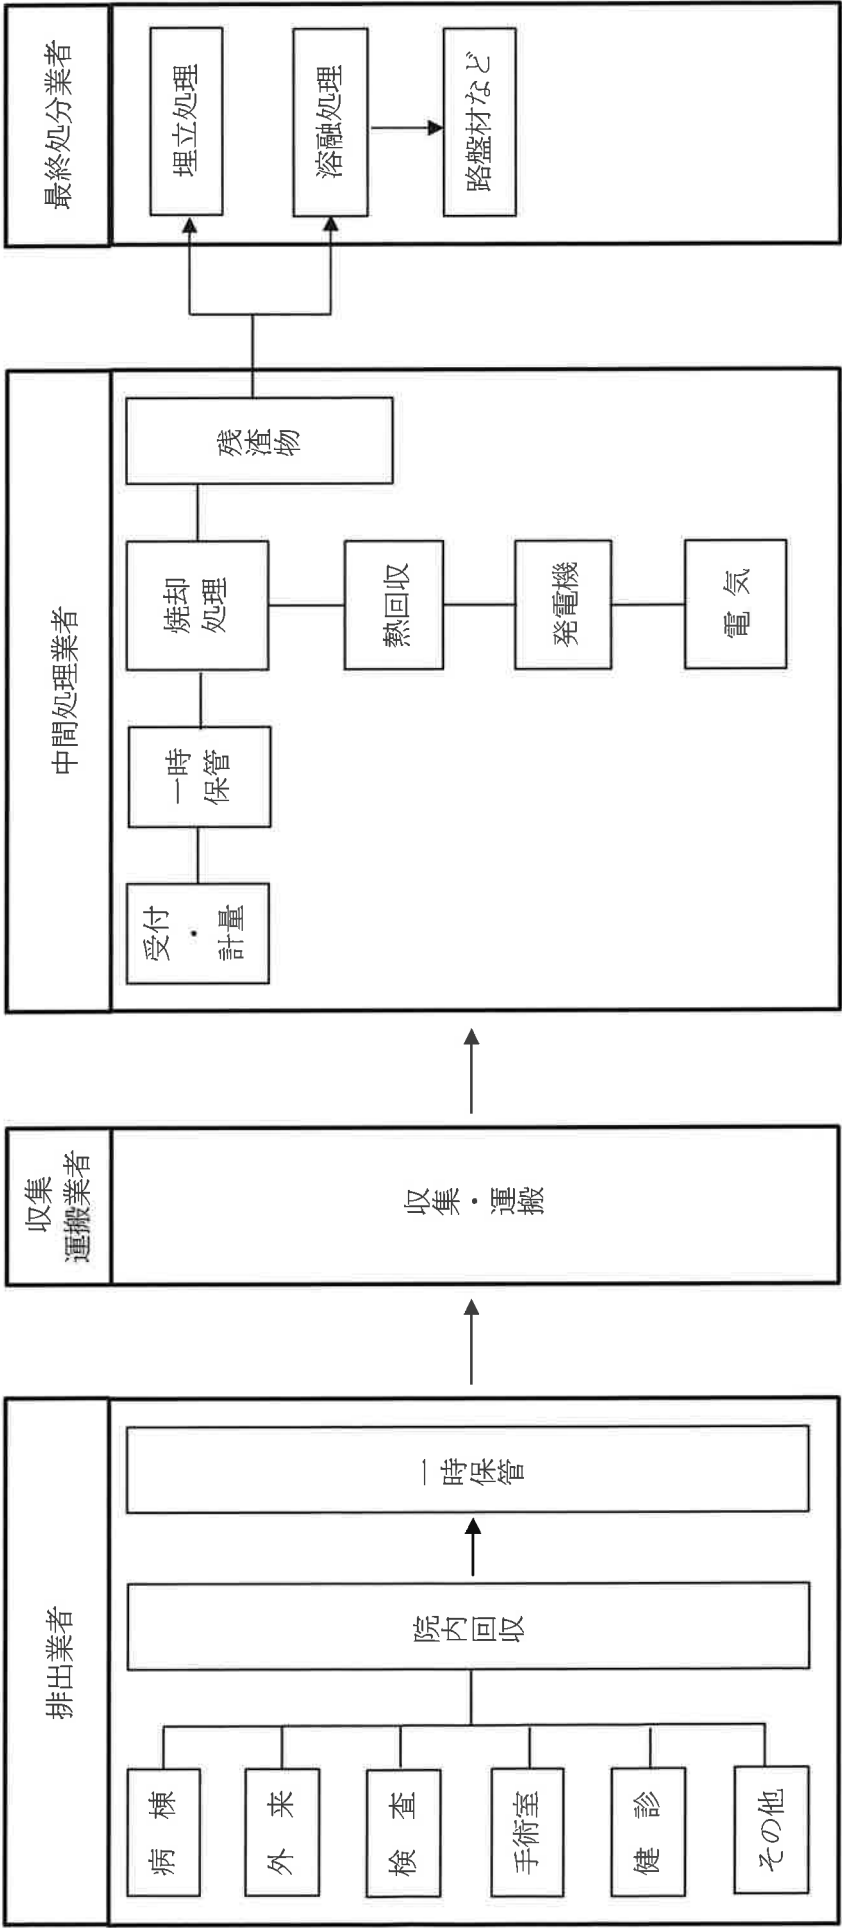 排出業者
病棟
外来
検査
手術室
健診
その他
院内回収
一時保管
収集
運搬業者
収集・運搬
中間処理業者
受付
・
計量
一時
保管
焼却
処理
熱回収
発電機
電気
残渣物
最終処分業者
埋立処理
溶融処理
路盤材など